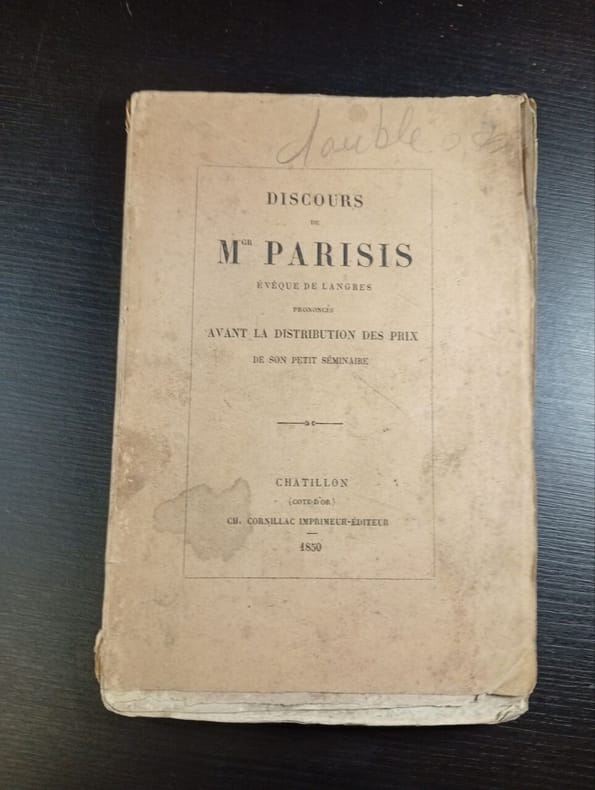 double
DISCOURS
DE
MGR PARISIS
ÉVÊQUE DE LANGRES
PRONONCÉS
AVANT LA DISTRIBUTION DES PRIX
DE SON PETIT SÉMINAIRE
CHATILLON
(COTE-D'OR)
CH. CORNILLAC IMPRIMEUR-ÉDITEUR
1850